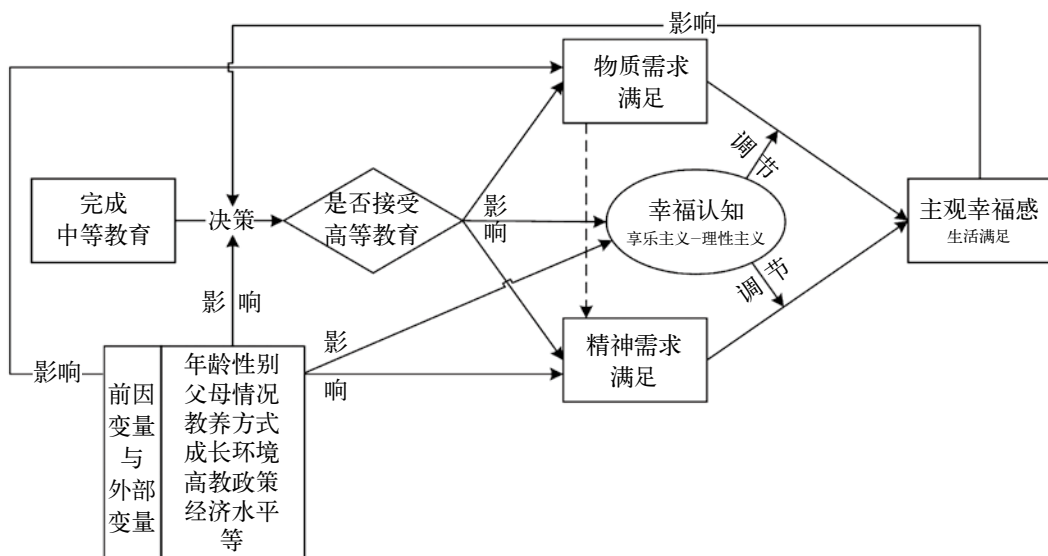 影响
物质需求
满足
调
节
完成
中等教育
决策
是否接受
高等教育
影
响
幸福认知
享乐主义–理性主义
主观幸福感
生活满足
调
节
影 响
影响
影
响
精神需求
满足
前因
变量
与
外部
变量
年龄性别
父母情况
教养方式
成长环境
高教政策
经济水平
等